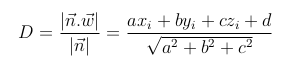 D = |n⃗.w⃗| / |n⃗| = (ax_i + by_i + cz_i + d) / √(a² + b² + c²)